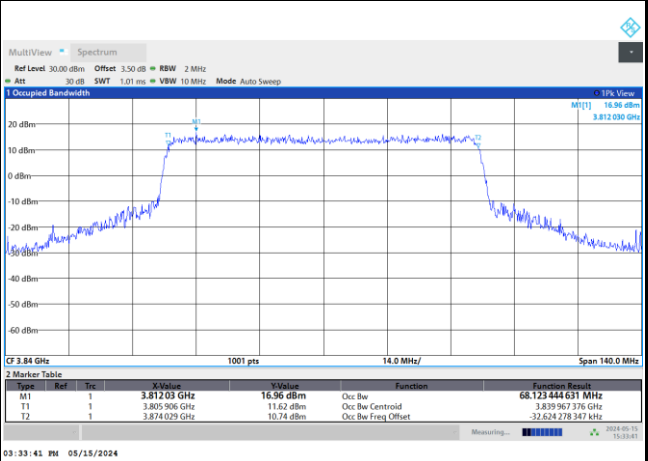 MultiView Spectrum
Ref Level 30.00 dBm Offset 3.50 dB RBW 2 MHz
Att 30 dB SWT 1.01 ms VBW 10 MHz Mode Auto Sweep
1 Occupied Bandwidth 1Pk View
M1[1] 16.96 dBm
3.812 030 GHz
M1
20 dBm
T1 T2
10 dBm
0 dBm
-10 dBm
-20 dBm
-30 dBm
-40 dBm
-50 dBm
-60 dBm
CF 3.84 GHz 1001 pts 14.0 MHz/ Span 140.0 MHz
2 Marker Table
Type Ref Trc X-Value Y-Value Function Function Result
M1 1 3.81203 GHz 16.96 dBm Occ Bw 68.123 444 631 MHz
T1 1 3.805 906 GHz 11.62 dBm Occ Bw Centroid 3.839 967 376 GHz
T2 1 3.874 029 GHz 10.74 dBm Occ Bw Freq Offset -32.624 278 347 kHz
Measuring... 2024-05-15
15:33:41
03:33:41 PM 05/15/2024